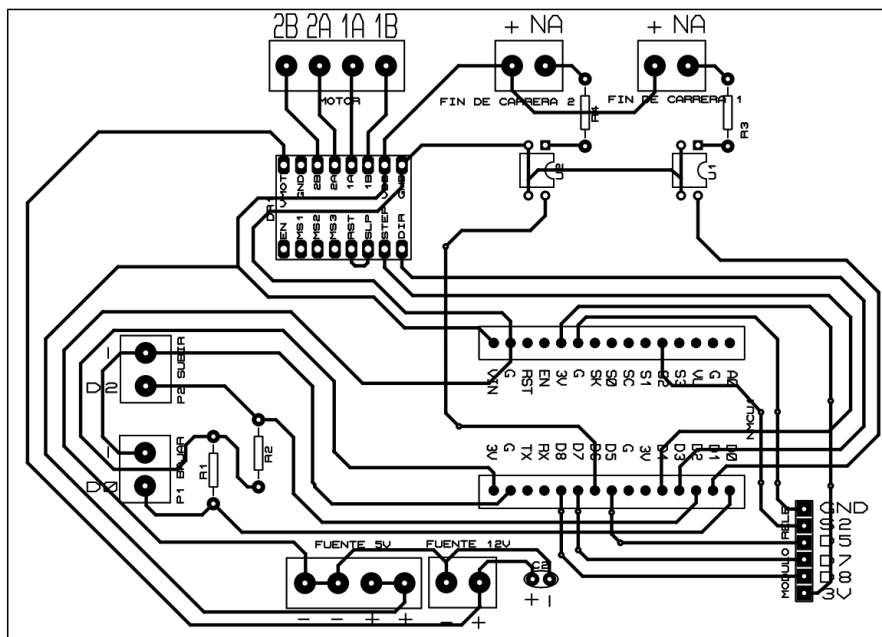 2B 2A 1A 1B
+ NA
+ NA
MOTOR
FIN DE CARRERA 2
FIN DE CARRERA 1
R4
R3
VMOT
GND
2B
2A
1A
1B
VDD
GND
DR1
EN
MS1
MS2
MS3
RST
SLP
STEP
DIR
U2
U1
-
D2
P2 SUBIR
-
D0
P1 BAJAR
R1
R2
VIN
G
RST
EN
3V
G
SK
S0
SC
S1
S2
S3
VU
G
A0
3V
G
TX
RX
D8
D7
D6
D5
G
3V
D4
D3
D2
D1
D0
FUENTE 5V
FUENTE 12V
C2
+ -
- - + +
- +
MODULO RELE
GND
S2
D5
D7
D8
3V